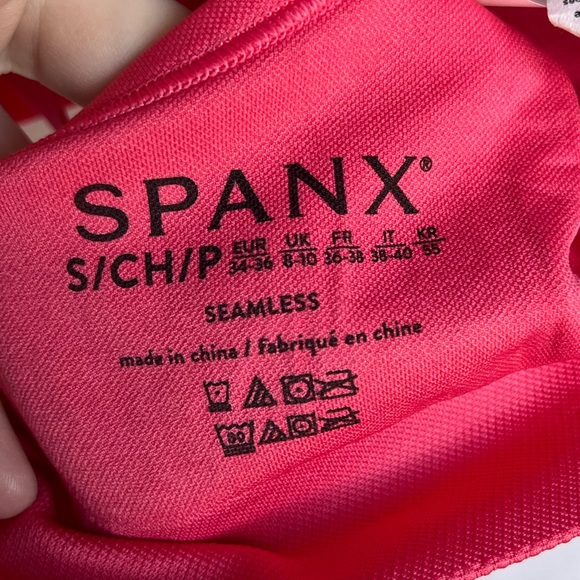 SPANX®
S/CH/P EUR 34-36 UK 8-10 FR 36-38 IT 38-40 KR 55
SEAMLESS
made in china / fabriqué en chine